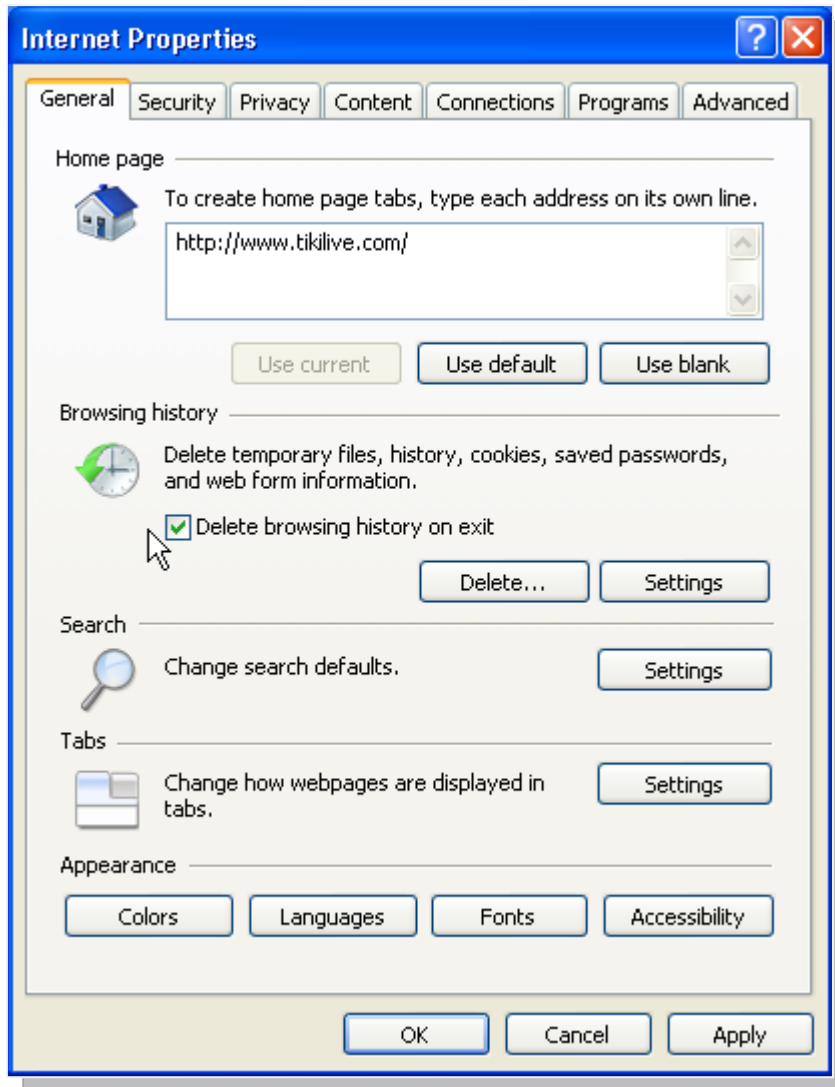 Internet Properties
General Security Privacy Content Connections Programs Advanced
Home page
To create home page tabs, type each address on its own line.
http://www.tikilive.com/
Use current Use default Use blank
Browsing history
Delete temporary files, history, cookies, saved passwords,
and web form information.
Delete browsing history on exit
Delete... Settings
Search
Change search defaults. Settings
Tabs
Change how webpages are displayed in
tabs.
Settings
Appearance
Colors Languages Fonts Accessibility
OK Cancel Apply